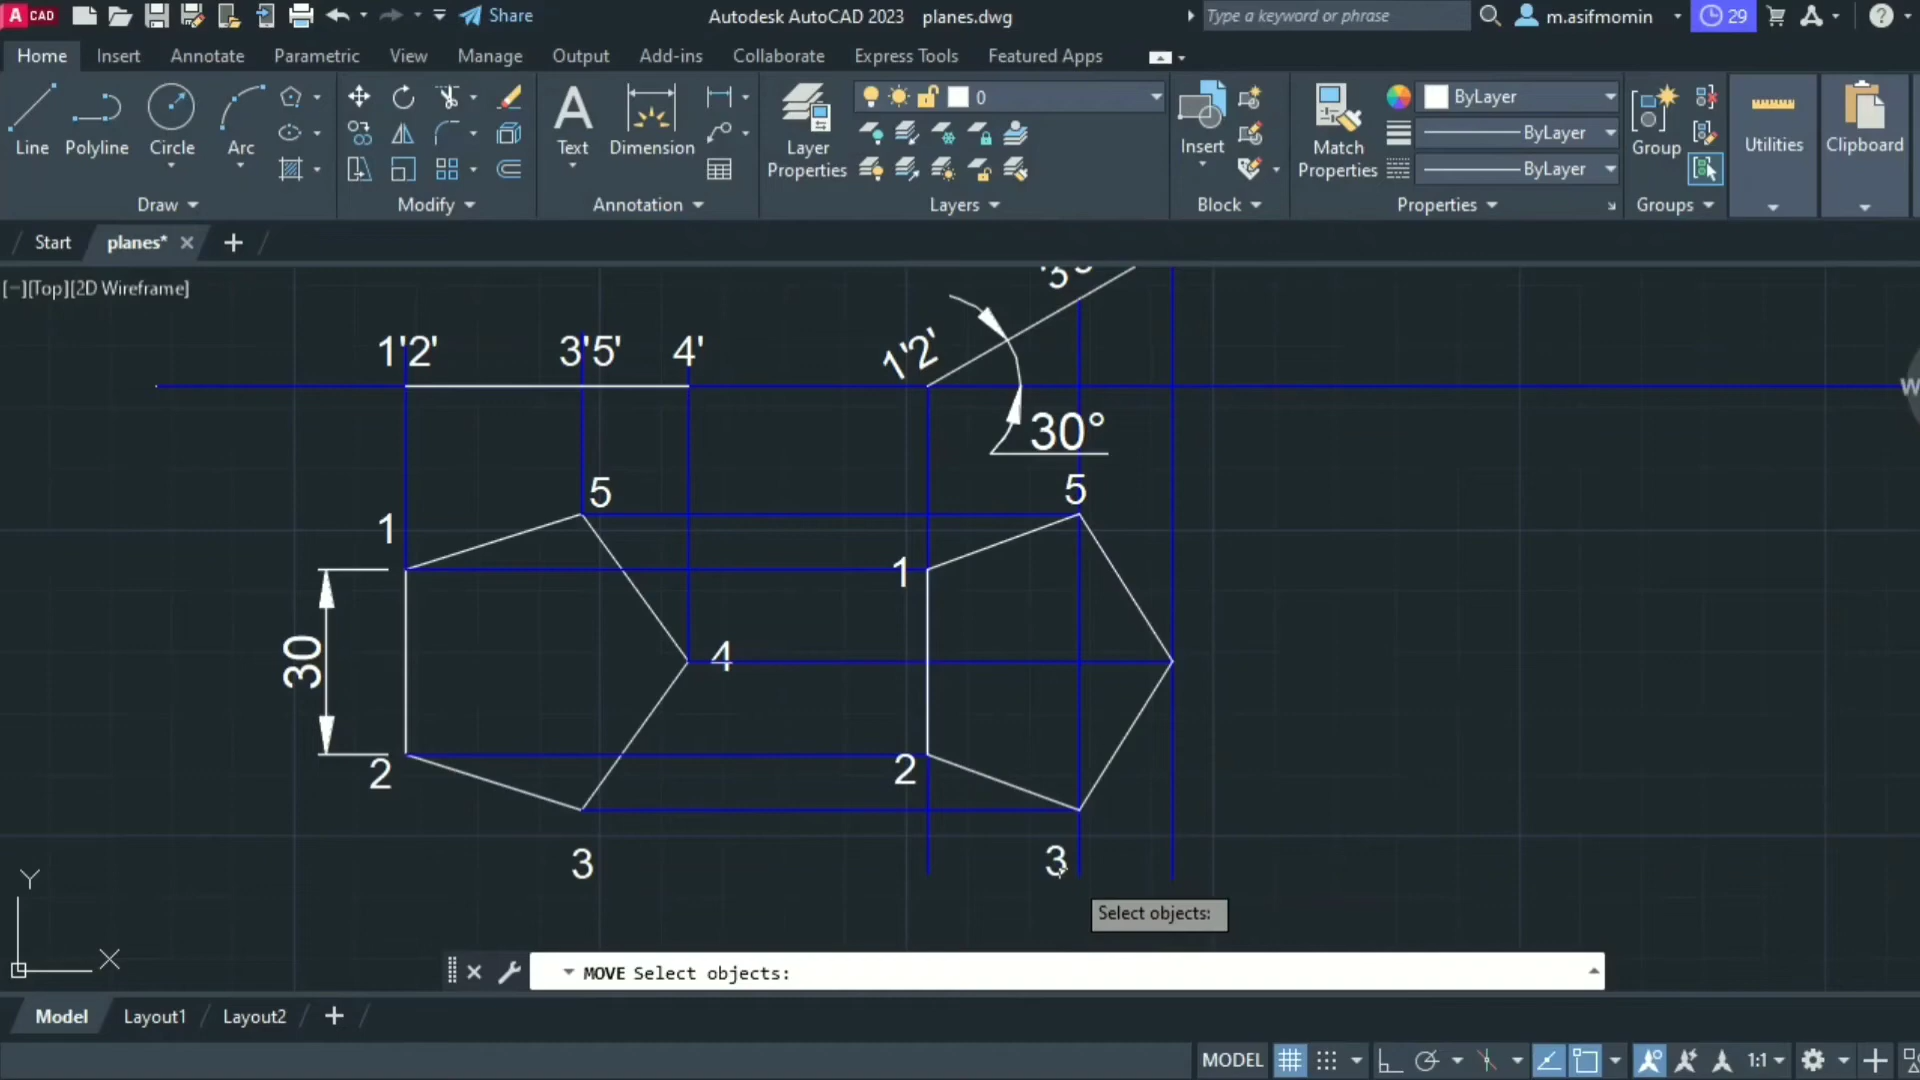 A CAD Share Autodesk AutoCAD 2023 planes.dwg Type a keyword or phrase m.asifmomin 29
Home Insert Annotate Parametric View Manage Output Add-ins Collaborate Express Tools Featured Apps
Line Polyline Circle Arc A Text Dimension Layer Properties 0 Insert Match Properties ByLayer Group Utilities Clipboard
ByLayer
ByLayer
Draw Modify Annotation Layers Block Properties Groups
Start planes*
[−][Top][2D Wireframe]
1'2' 3'5' 4' 1'2'
30°
5 5
1 1
30 4
2 2
3 3
W
Y
X
Select objects:
MOVE Select objects:
Model Layout1 Layout2
MODEL 1:1